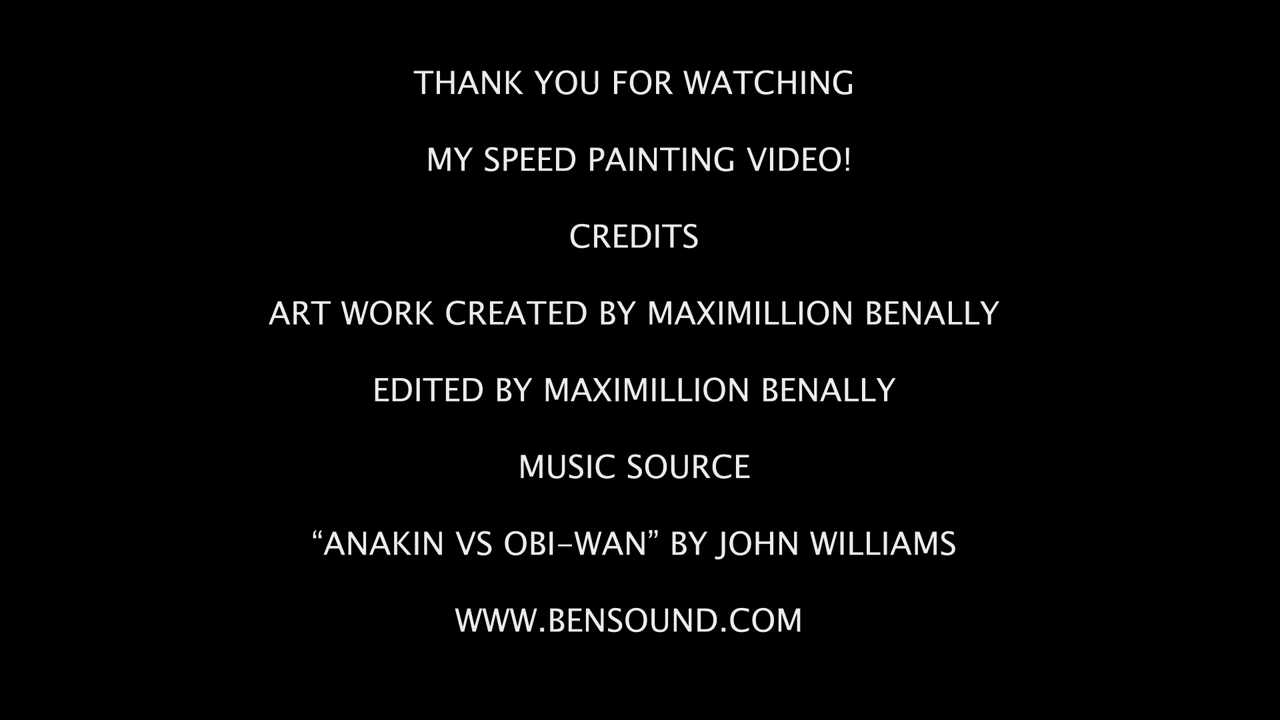 THANK YOU FOR WATCHING
MY SPEED PAINTING VIDEO!
CREDITS
ART WORK CREATED BY MAXIMILLION BENALLY
EDITED BY MAXIMILLION BENALLY
MUSIC SOURCE
“ANAKIN VS OBI-WAN” BY JOHN WILLIAMS
WWW.BENSOUND.COM